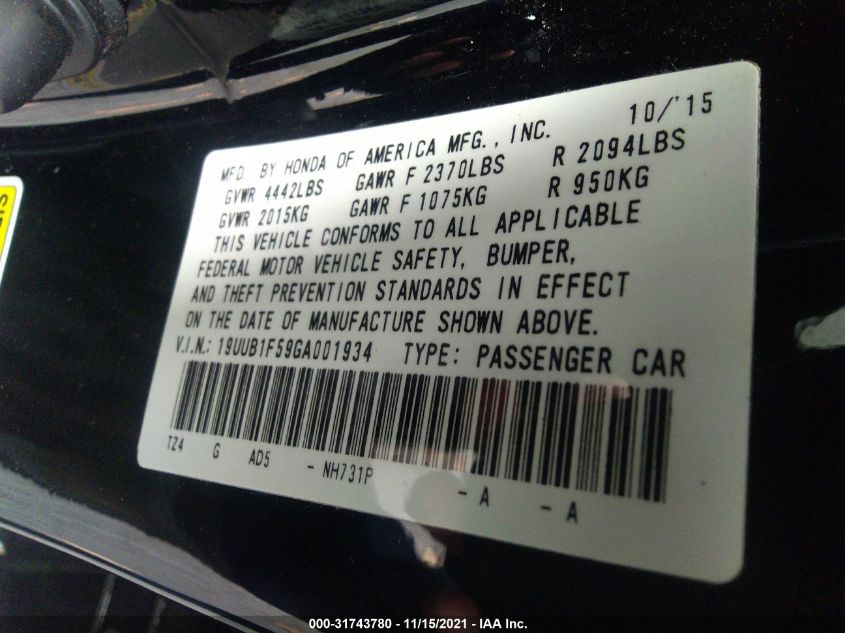 10/'15
MFD BY HONDA OF AMERICA MFG., INC.
GVWR 4442LBS GAWR F 2370LBS R 2094LBS
GVWR 2015KG GAWR F 1075KG R 950KG
THIS VEHICLE CONFORMS TO ALL APPLICABLE
FEDERAL MOTOR VEHICLE SAFETY, BUMPER,
AND THEFT PREVENTION STANDARDS IN EFFECT
ON THE DATE OF MANUFACTURE SHOWN ABOVE.
V.I.N.: 19UUB1F59GA001934 TYPE: PASSENGER CAR
TZ4 G AD5 - NH731P - A - A
000-31743780 - 11/15/2021 - IAA Inc.